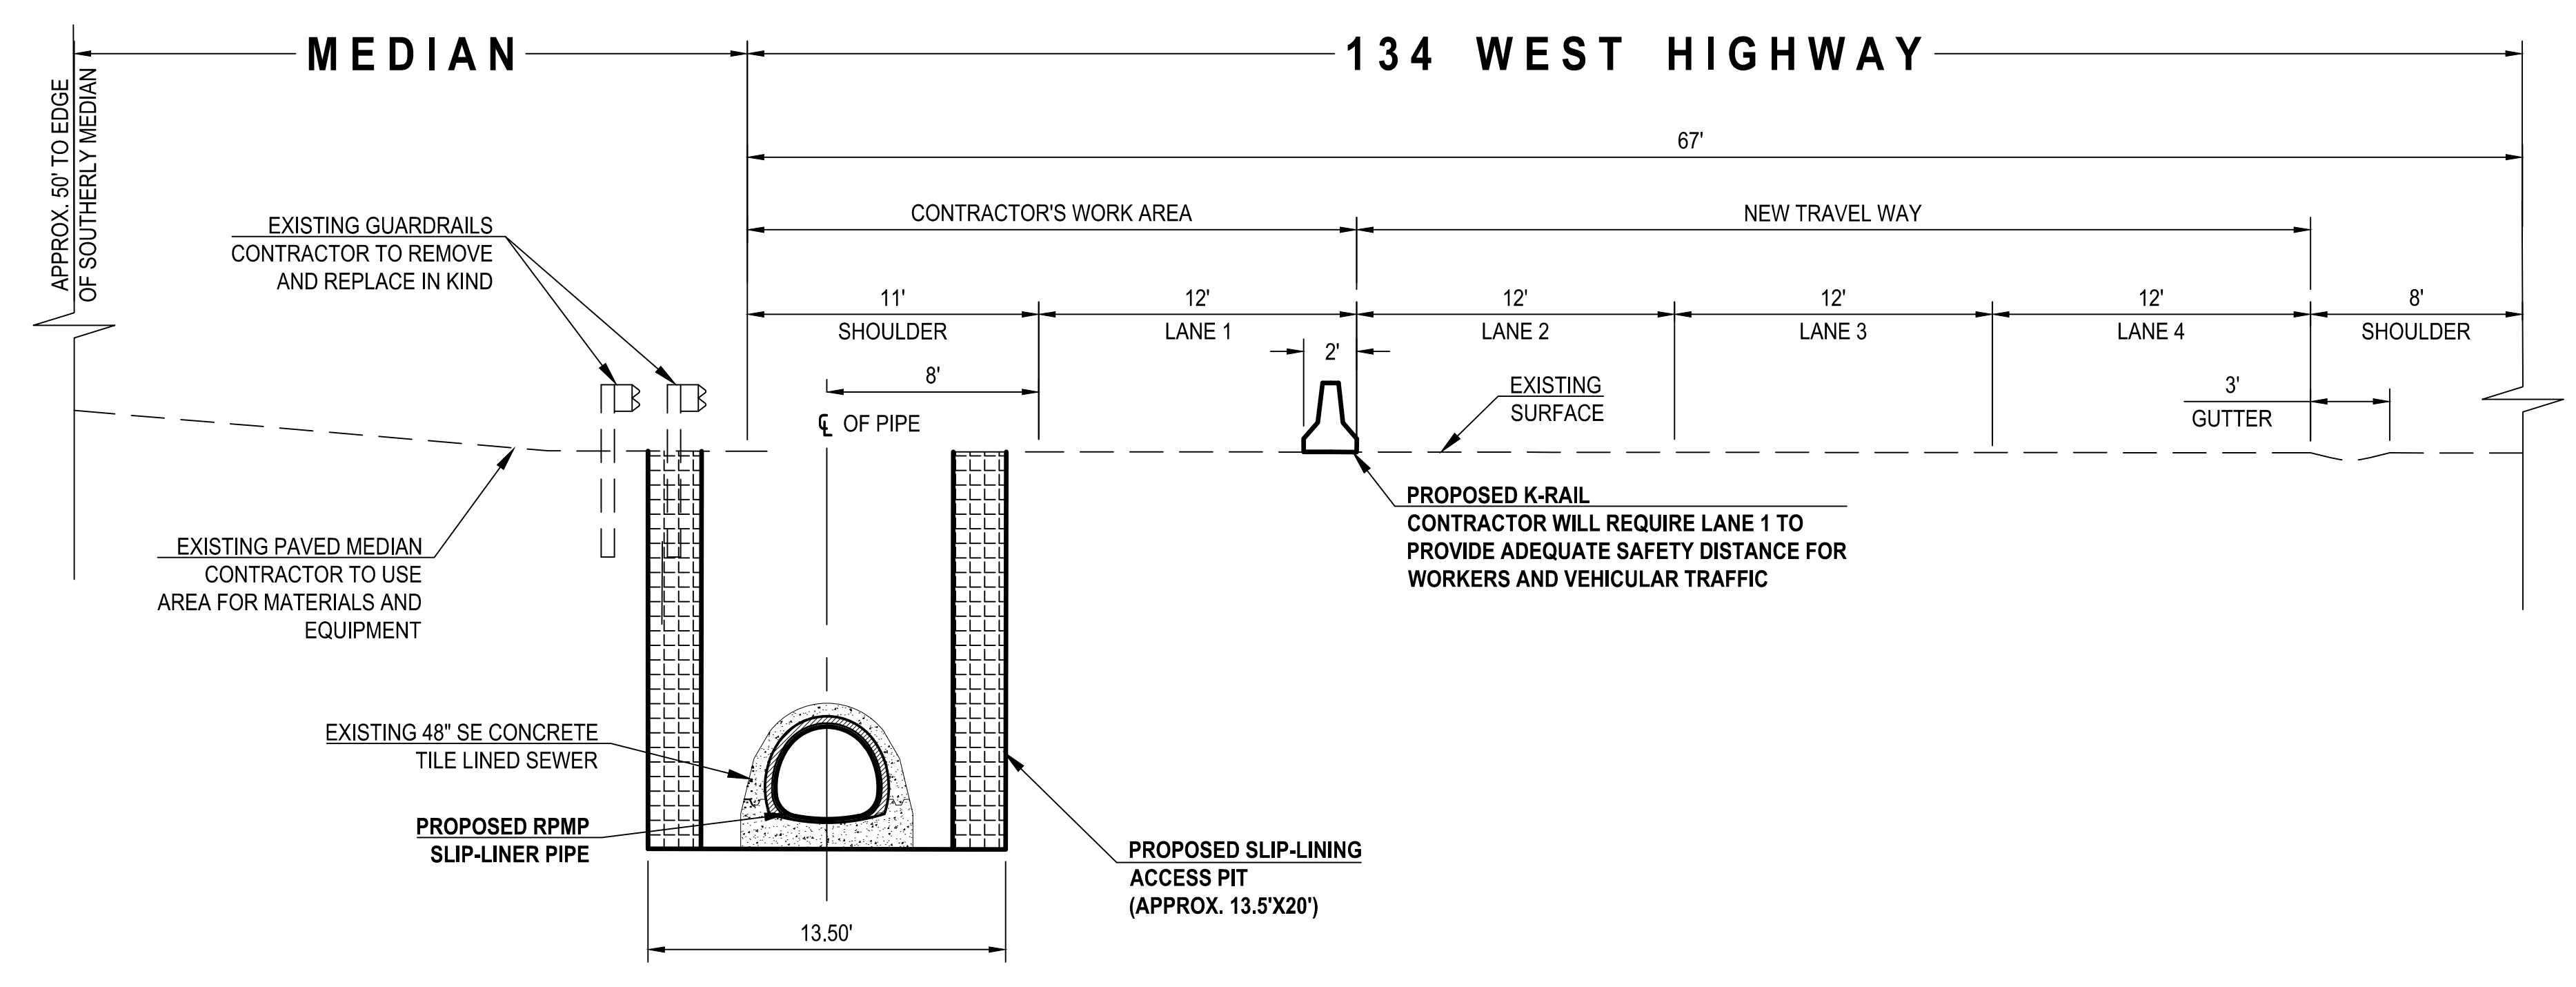 MEDIAN
134 WEST HIGHWAY
APPROX. 50' TO EDGE
OF SOUTHERLY MEDIAN
67'
EXISTING GUARDRAILS
CONTRACTOR TO REMOVE
AND REPLACE IN KIND
CONTRACTOR'S WORK AREA
NEW TRAVEL WAY
11'
SHOULDER
12'
LANE 1
12'
LANE 2
12'
LANE 3
12'
LANE 4
8'
SHOULDER
2'
8'
℄ OF PIPE
EXISTING
SURFACE
3'
GUTTER
PROPOSED K-RAIL
CONTRACTOR WILL REQUIRE LANE 1 TO
PROVIDE ADEQUATE SAFETY DISTANCE FOR
WORKERS AND VEHICULAR TRAFFIC
EXISTING PAVED MEDIAN
CONTRACTOR TO USE
AREA FOR MATERIALS AND
EQUIPMENT
EXISTING 48" SE CONCRETE
TILE LINED SEWER
PROPOSED RPMP
SLIP-LINER PIPE
PROPOSED SLIP-LINING
ACCESS PIT
(APPROX. 13.5'X20')
13.50'